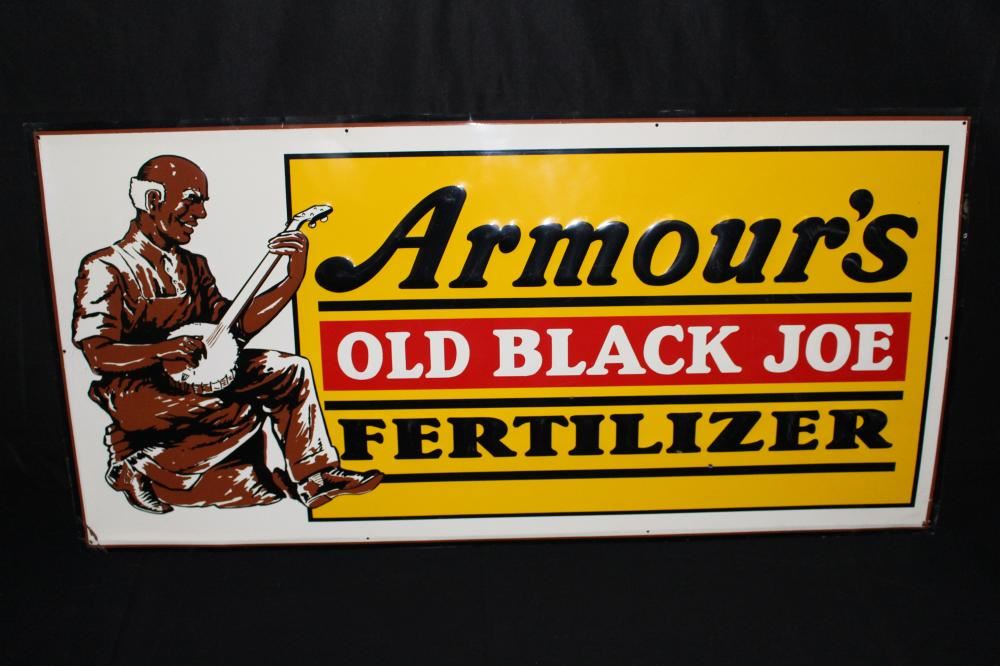 Armour's
OLD BLACK JOE
FERTILIZER